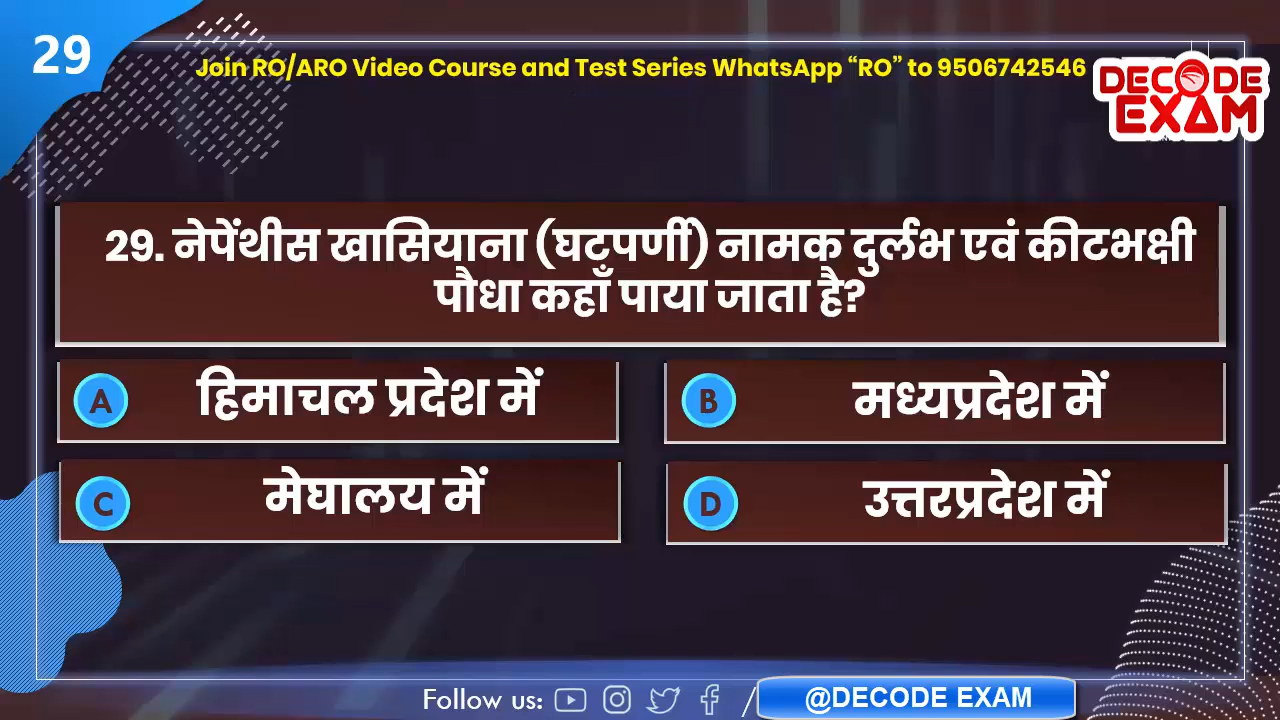 29
Join RO/ARO Video Course and Test Series WhatsApp “RO” to 9506742546
DECODE
EXAM
29. नेपेंथीस खासियाना (घटपर्णी) नामक दुर्लभ एवं कीटभक्षी
पौधा कहाँ पाया जाता है?
A हिमाचल प्रदेश में
B मध्यप्रदेश में
C मेघालय में
D उत्तरप्रदेश में
Follow us: / @DECODE EXAM